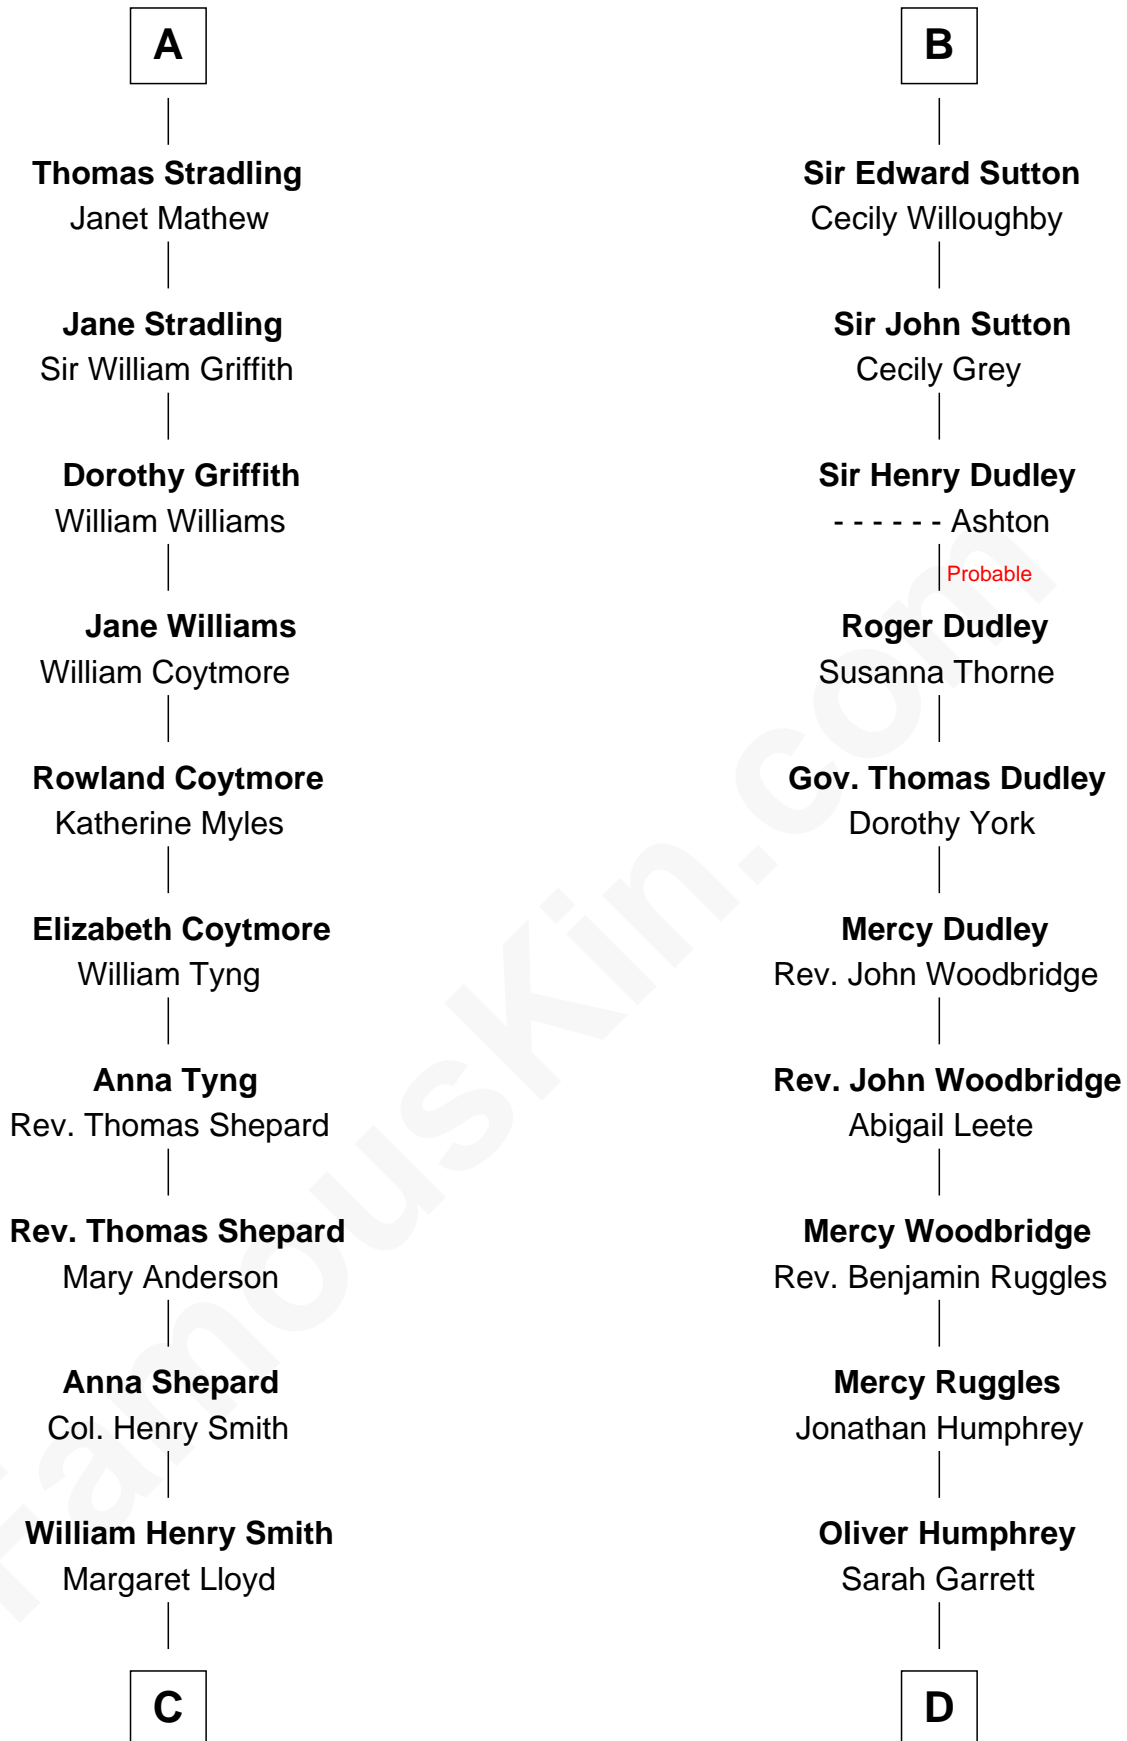 A
Thomas Stradling
Janet Mathew
Jane Stradling
Sir William Griffith
Dorothy Griffith
William Williams
Jane Williams
William Coytmore
Rowland Coytmore
Katherine Myles
Elizabeth Coytmore
William Tyng
Anna Tyng
Rev. Thomas Shepard
Rev. Thomas Shepard
Mary Anderson
Anna Shepard
Col. Henry Smith
William Henry Smith
Margaret Lloyd
C
B
Sir Edward Sutton
Cecily Willoughby
Sir John Sutton
Cecily Grey
Sir Henry Dudley
- - - - - - Ashton
Probable
Roger Dudley
Susanna Thorne
Gov. Thomas Dudley
Dorothy York
Mercy Dudley
Rev. John Woodbridge
Rev. John Woodbridge
Abigail Leete
Mercy Woodbridge
Rev. Benjamin Ruggles
Mercy Ruggles
Jonathan Humphrey
Oliver Humphrey
Sarah Garrett
D
FamousKin.com